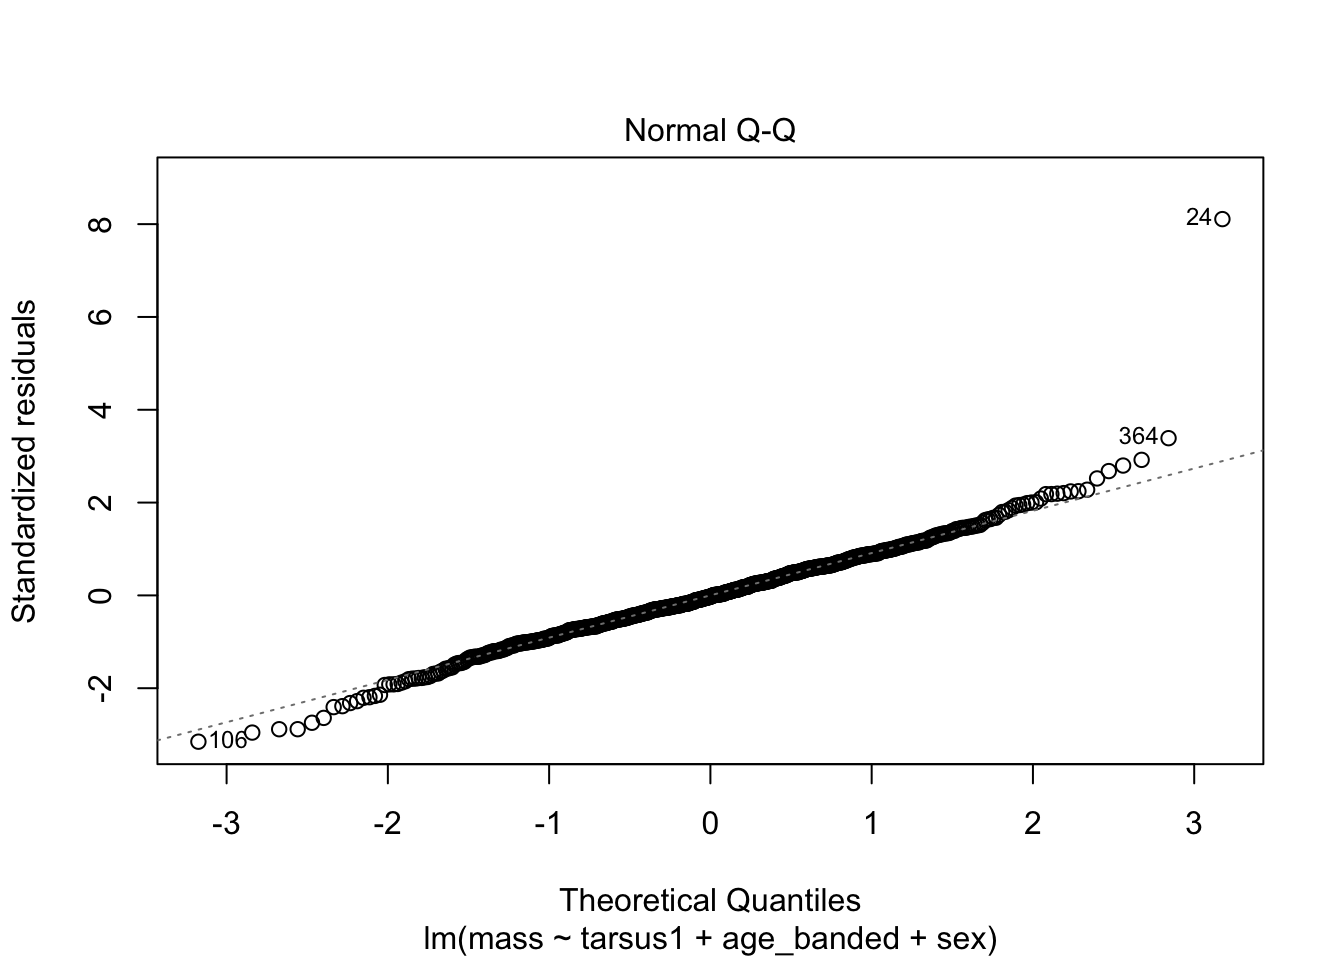 Normal Q-Q
Standardized residuals
8
6
4
2
0
-2
24
364
106
-3 -2 -1 0 1 2 3
Theoretical Quantiles
lm(mass ~ tarsus1 + age_banded + sex)